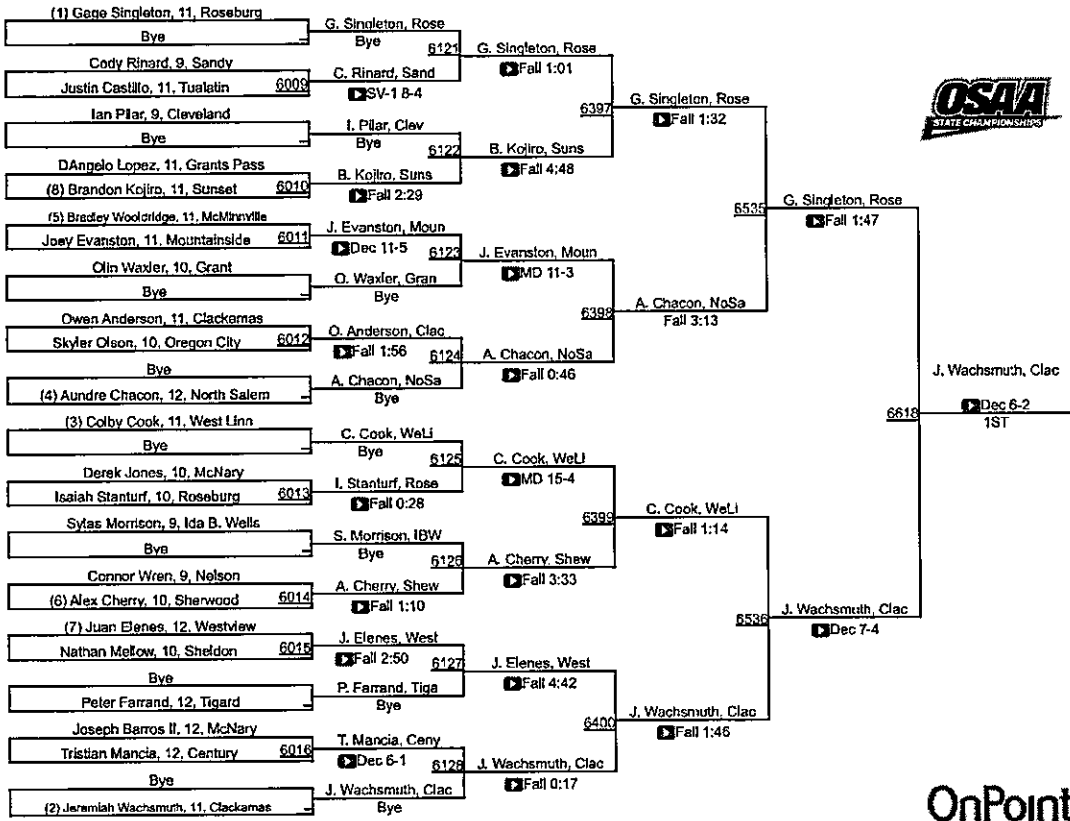 (1) Gage Singleton, 11, Roseburg
Bye
Cody Rinard, 9, Sandy
Justin Castillo, 11, Tualatin 6009
Ian Pilar, 9, Cleveland
Bye
DAngelo Lopez, 11, Grants Pass
(8) Brandon Kojiro, 11, Sunset 6010
(5) Bradley Wooldridge, 11, McMinnville
Joey Evanston, 11, Mountainside 6011
Olin Waxler, 10, Grant
Bye
Owen Anderson, 11, Clackamas
Skyler Olson, 10, Oregon City 6012
Bye
(4) Aundre Chacon, 12, North Salem
(3) Colby Cook, 11, West Linn
Bye
Derek Jones, 10, McNary
Isaiah Stanturf, 10, Roseburg 6013
Sylas Morrison, 9, Ida B. Wells
Bye
Connor Wren, 9, Nelson
(6) Alex Cherry, 10, Sherwood 6014
(7) Juan Elenes, 12, Westview
Nathan Mellow, 10, Sheldon 6015
Bye
Peter Farrand, 12, Tigard
Joseph Barros II, 12, McNary
Tristian Mancia, 12, Century 6016
Bye
(2) Jeremiah Wachsmuth, 11, Clackamas
G. Singleton, Rose
Bye
6121
C. Rinard, Sand
SV-1 8-4
I. Pilar, Clev
Bye
6122
B. Kojiro, Suns
Fall 2:29
J. Evanston, Moun
Dec 11-5
6123
O. Waxler, Gran
Bye
O. Anderson, Clac
Fall 1:56
6124
A. Chacon, NoSa
Bye
C. Cook, WeLi
Bye
6125
I. Stanturf, Rose
Fall 0:28
S. Morrison, IBW
Bye
6126
A. Cherry, Shew
Fall 1:10
J. Elenes, West
Fall 2:50
6127
P. Farrand, Tiga
Bye
T. Mancia, Ceny
Dec 6-1
6128
J. Wachsmuth, Clac
Bye
G. Singleton, Rose
Fall 1:01
6397
B. Kojiro, Suns
Fall 4:48
J. Evanston, Moun
MD 11-3
6398
A. Chacon, NoSa
Fall 0:46
C. Cook, WeLi
MD 15-4
6399
A. Cherry, Shew
Fall 3:33
J. Elenes, West
Fall 4:42
6400
J. Wachsmuth, Clac
Fall 0:17
G. Singleton, Rose
Fall 1:32
6535
A. Chacon, NoSa
Fall 3:13
C. Cook, WeLi
Fall 1:14
6536
J. Wachsmuth, Clac
Fall 1:46
G. Singleton, Rose
Fall 1:47
6618
J. Wachsmuth, Clac
Dec 7-4
J. Wachsmuth, Clac
Dec 6-2
1ST
OSAA
STATE CHAMPIONSHIPS
OnPoint